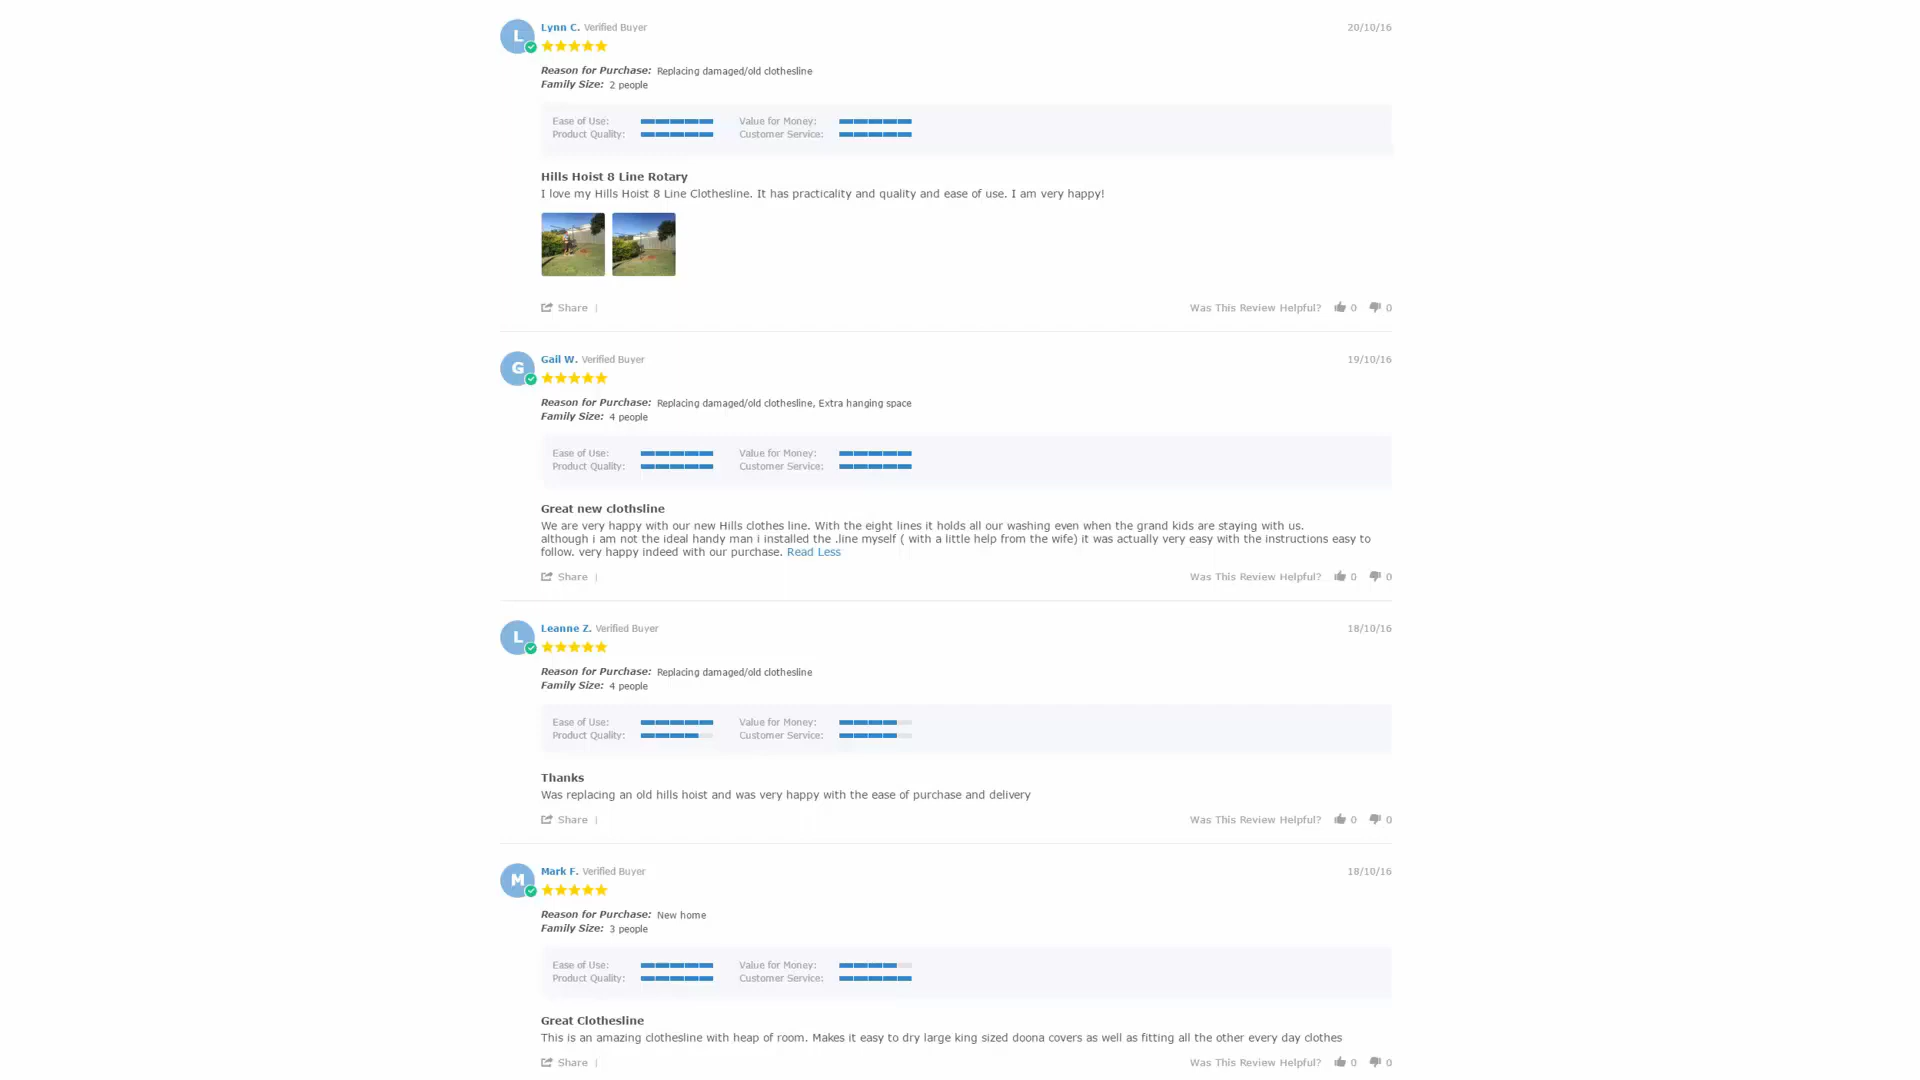 L
Lynn C. Verified Buyer 20/10/16
Reason for Purchase: Replacing damaged/old clothesline
Family Size: 2 people
Ease of Use: Value for Money:
Product Quality: Customer Service:
Hills Hoist 8 Line Rotary
I love my Hills Hoist 8 Line Clothesline. It has practicality and quality and ease of use. I am very happy!
Share | Was This Review Helpful? 0 0
G
Gail W. Verified Buyer 19/10/16
Reason for Purchase: Replacing damaged/old clothesline, Extra hanging space
Family Size: 4 people
Ease of Use: Value for Money:
Product Quality: Customer Service:
Great new clothsline
We are very happy with our new Hills clothes line. With the eight lines it holds all our washing even when the grand kids are staying with us.
although i am not the ideal handy man i installed the .line myself ( with a little help from the wife) it was actually very easy with the instructions easy to
follow. very happy indeed with our purchase. Read Less
Share | Was This Review Helpful? 0 0
L
Leanne Z. Verified Buyer 18/10/16
Reason for Purchase: Replacing damaged/old clothesline
Family Size: 4 people
Ease of Use: Value for Money:
Product Quality: Customer Service:
Thanks
Was replacing an old hills hoist and was very happy with the ease of purchase and delivery
Share | Was This Review Helpful? 0 0
M
Mark F. Verified Buyer 18/10/16
Reason for Purchase: New home
Family Size: 3 people
Ease of Use: Value for Money:
Product Quality: Customer Service:
Great Clothesline
This is an amazing clothesline with heap of room. Makes it easy to dry large king sized doona covers as well as fitting all the other every day clothes
Share | Was This Review Helpful? 0 0